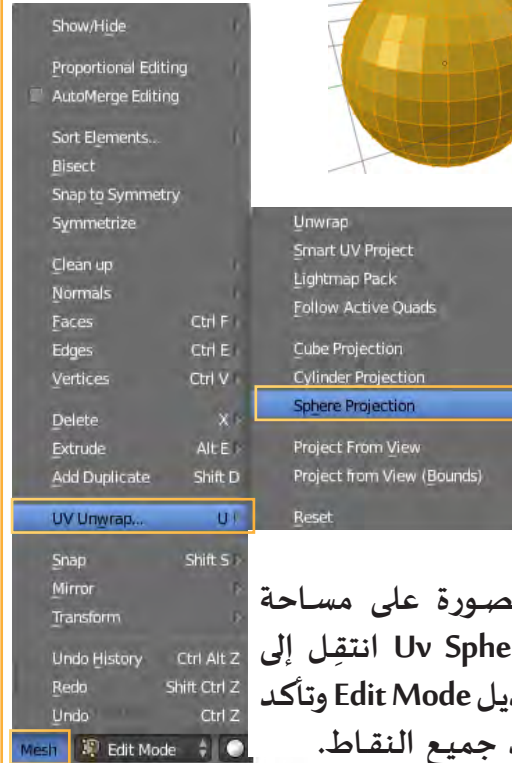 Show/Hide
Proportional Editing
AutoMerge Editing
Sort Elements...
Bisect
Snap to Symmetry
Symmetrize
Clean up
Normals
Faces Ctrl F
Edges Ctrl E
Vertices Ctrl V
Delete X
Extrude Alt E
Add Duplicate Shift D
UV Unwrap... U
Snap Shift S
Mirror
Transform
Undo History Ctrl Alt Z
Redo Shift Ctrl Z
Undo Ctrl Z
Mesh Edit Mode
Unwrap
Smart UV Project
Lightmap Pack
Follow Active Quads
Cube Projection
Cylinder Projection
Sphere Projection
Project From View
Project from View (Bounds)
Reset
صورة على مساحة
Uv Sphe انتقِل إلى
ديل Edit Mode وتأكد
جميع النقاط.